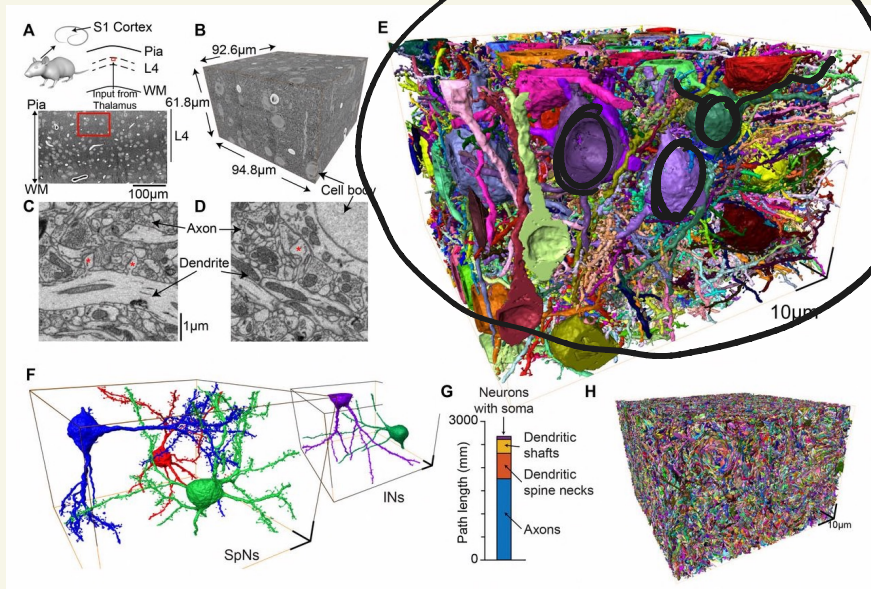 A
S1 Cortex
Pia
L4
WM
Input from
Thalamus
Pia
L4
WM
100μm
B
92.6μm
61.8μm
94.8μm
Cell body
C
D
Axon
Dendrite
*
*
1μm
E
10μm
F
SpNs
INs
G
Neurons
with soma
3000
Dendritic
shafts
Dendritic
spine necks
Axons
Path length (mm)
0
H
10μm